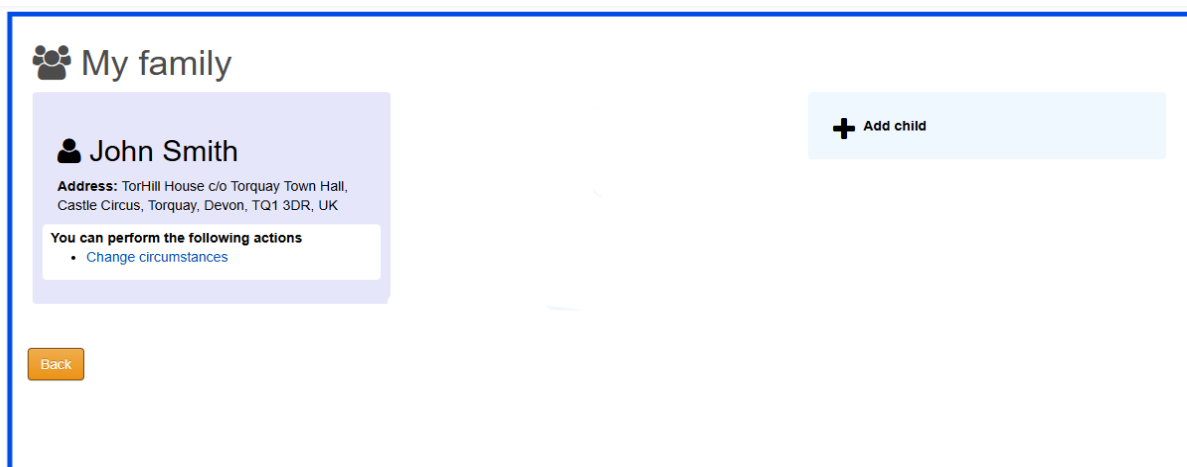 My family
John Smith
Address: TorHill House c/o Torquay Town Hall,
Castle Circus, Torquay, Devon, TQ1 3DR, UK
You can perform the following actions
• Change circumstances
Add child
Back